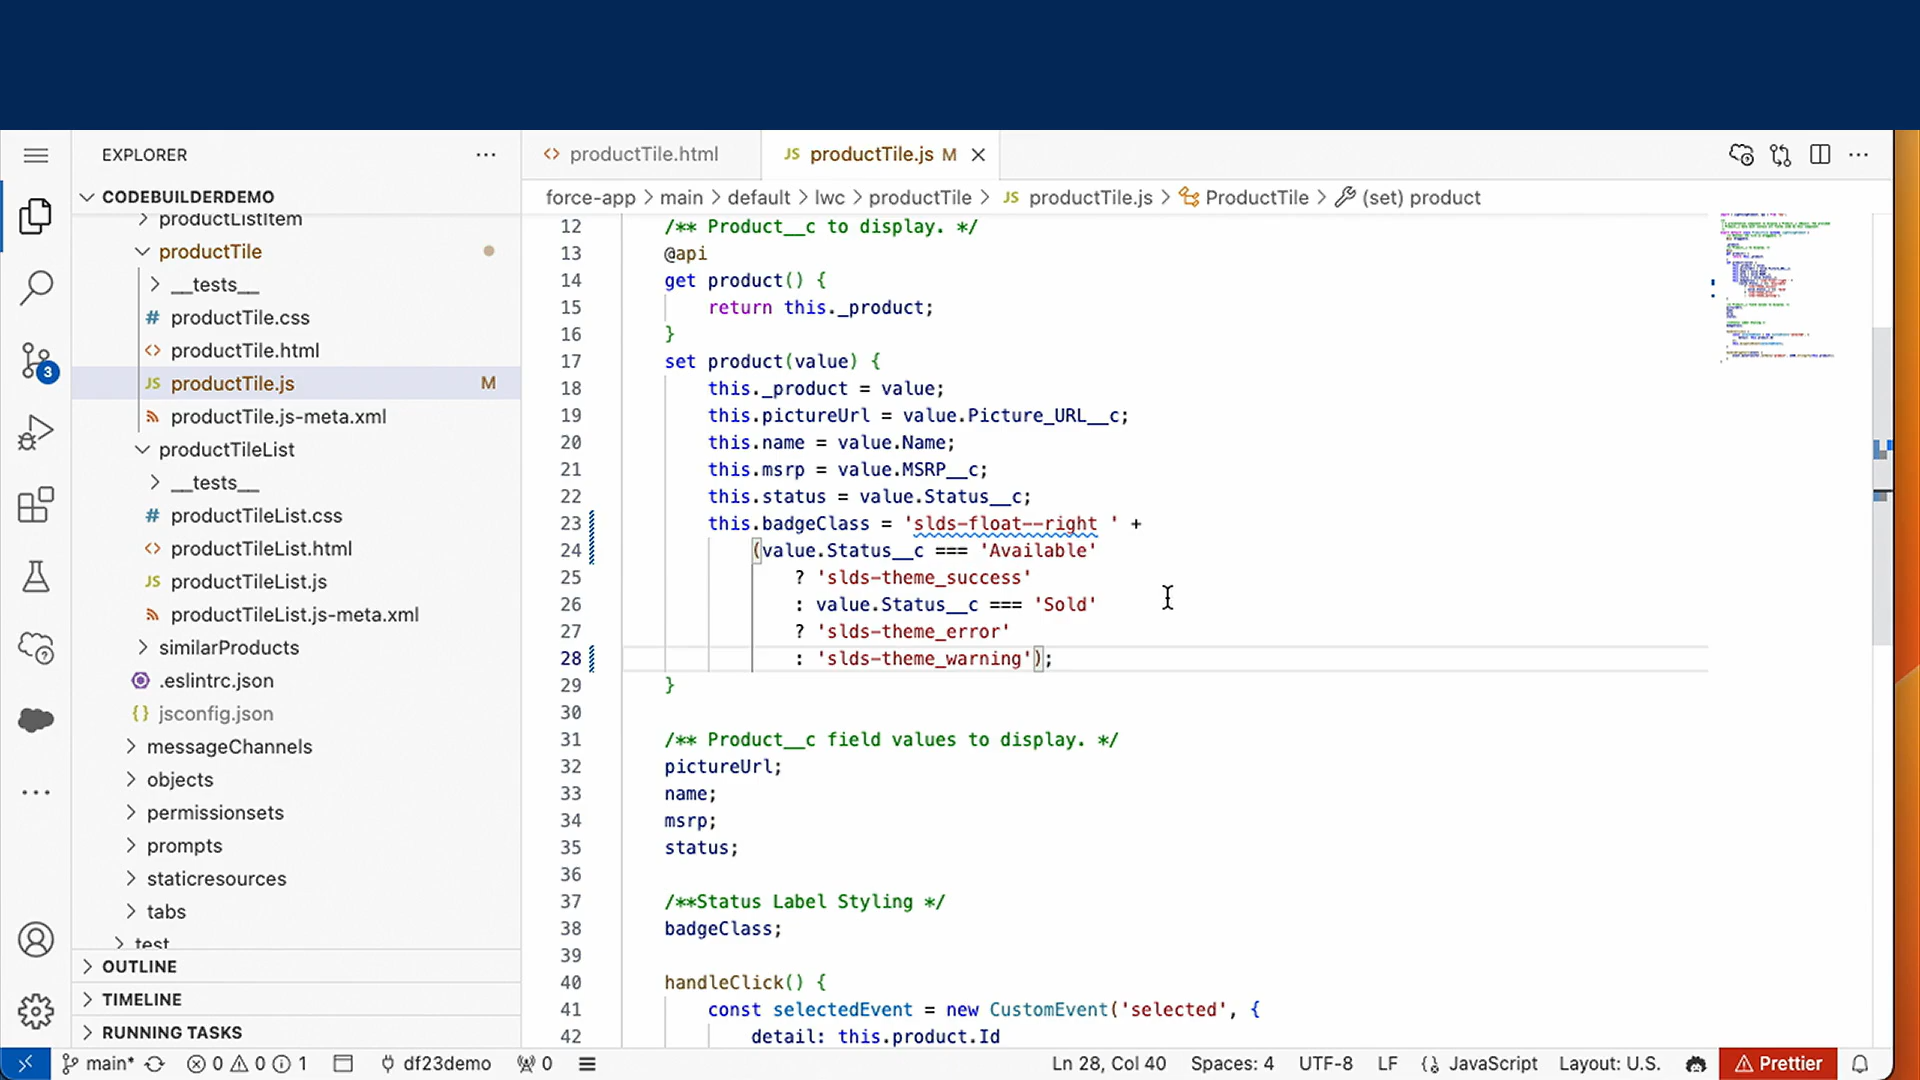 EXPLORER
CODEBUILDERDEMO
productListItem
productTile
__tests__
# productTile.css
<> productTile.html
JS productTile.js M
productTile.js-meta.xml
productTileList
__tests__
# productTileList.css
<> productTileList.html
JS productTileList.js
productTileList.js-meta.xml
similarProducts
.eslintrc.json
{} jsconfig.json
messageChannels
objects
permissionsets
prompts
staticresources
tabs
test
OUTLINE
TIMELINE
RUNNING TASKS
3
<> productTile.html
JS productTile.js M
force-app > main > default > lwc > productTile > JS productTile.js > ProductTile > (set) product
12 /** Product__c to display. */
13 @api
14 get product() {
15 return this._product;
16 }
17 set product(value) {
18 this._product = value;
19 this.pictureUrl = value.Picture_URL__c;
20 this.name = value.Name;
21 this.msrp = value.MSRP__c;
22 this.status = value.Status__c;
23 this.badgeClass = 'slds-float--right ' +
24 (value.Status__c === 'Available'
25 ? 'slds-theme_success'
26 : value.Status__c === 'Sold'
27 ? 'slds-theme_error'
28 : 'slds-theme_warning');
29 }
30
31 /** Product__c field values to display. */
32 pictureUrl;
33 name;
34 msrp;
35 status;
36
37 /**Status Label Styling */
38 badgeClass;
39
40 handleClick() {
41 const selectedEvent = new CustomEvent('selected', {
42 detail: this.product.Id
main* 0 0 1 df23demo 0 Ln 28, Col 40 Spaces: 4 UTF-8 LF {} JavaScript Layout: U.S. Prettier